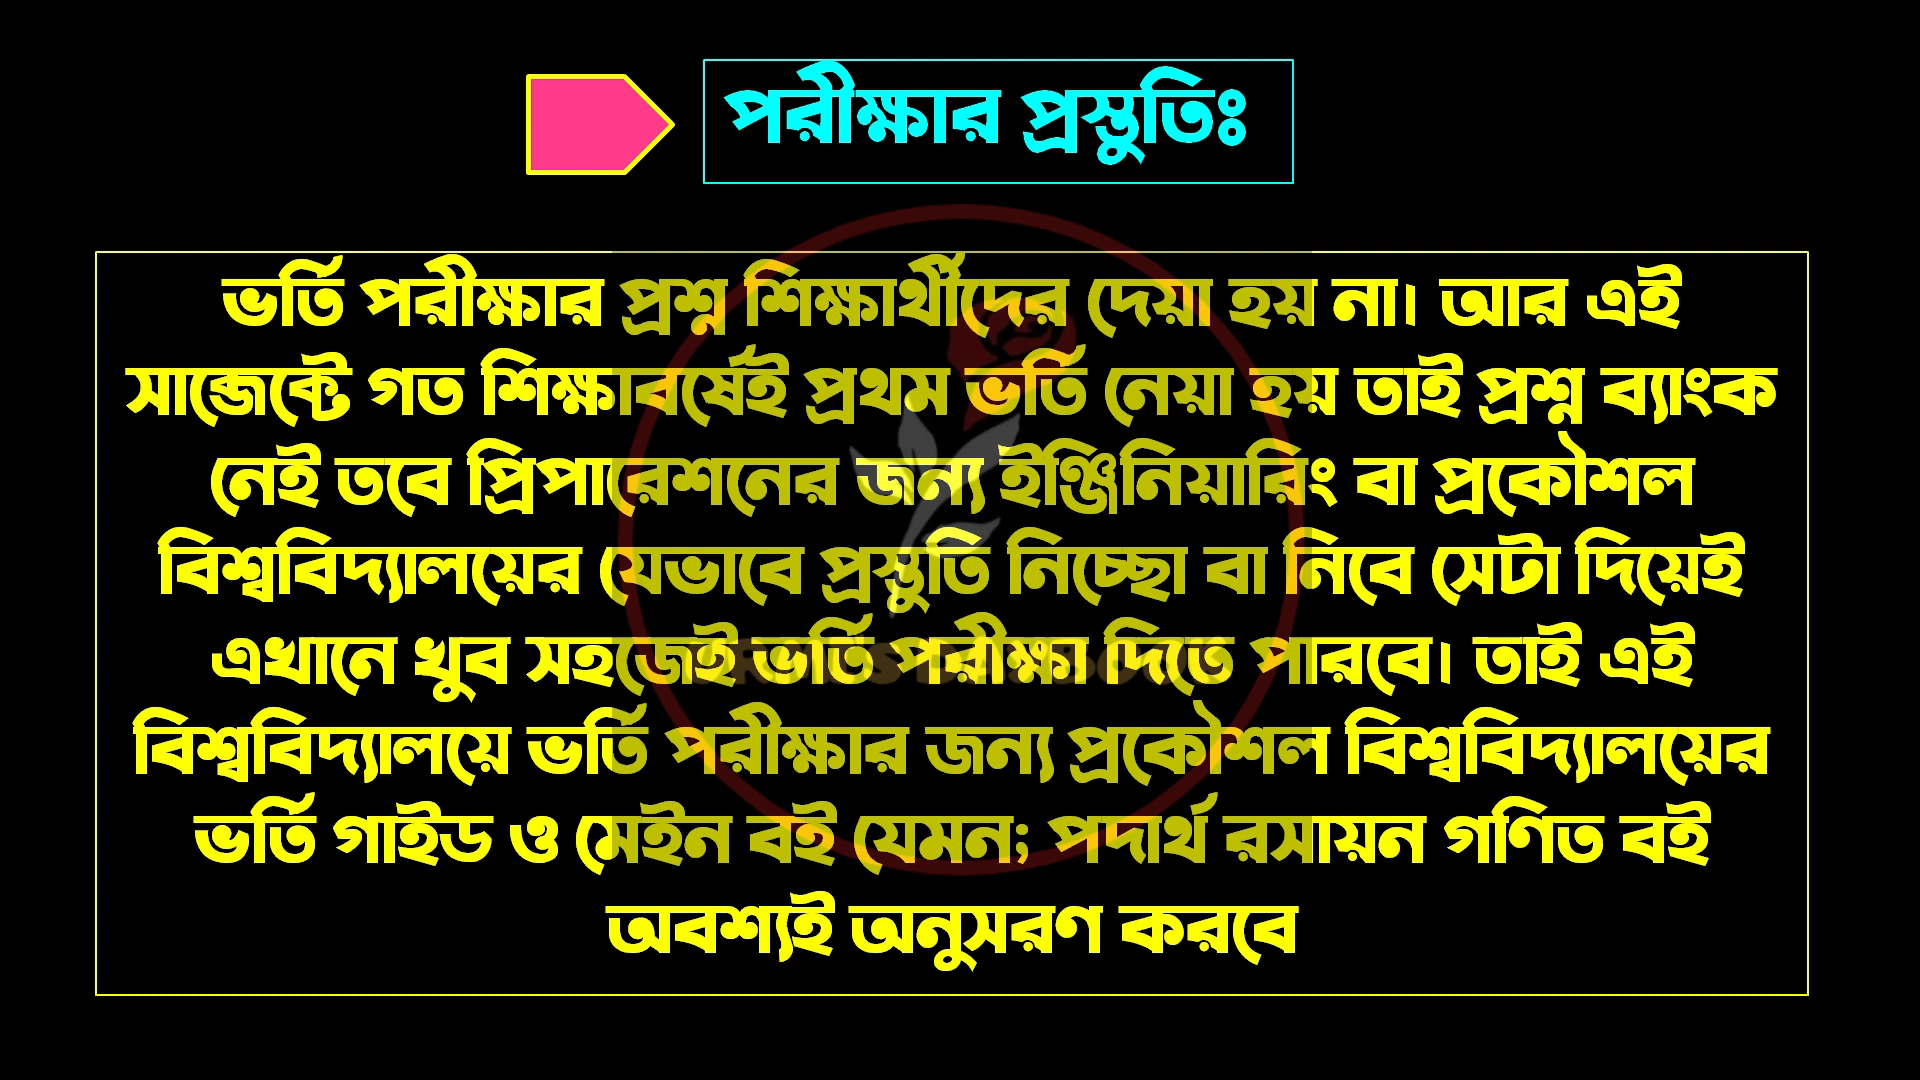 পরীক্ষার প্রস্তুতিঃ
ভর্তি পরীক্ষার প্রশ্ন শিক্ষার্থীদের দেয়া হয় না। আর এই
সাব্জেক্টে গত শিক্ষাবর্ষেই প্রথম ভর্তি নেয়া হয় তাই প্রশ্ন ব্যাংক
নেই তবে প্রিপারেশনের জন্য ইঞ্জিনিয়ারিং বা প্রকৌশল
বিশ্ববিদ্যালয়ের যেভাবে প্রস্তুতি নিচ্ছো বা নিবে সেটা দিয়েই
এখানে খুব সহজেই ভর্তি পরীক্ষা দিতে পারবে। তাই এই
বিশ্ববিদ্যালয়ে ভর্তি পরীক্ষার জন্য প্রকৌশল বিশ্ববিদ্যালয়ের
ভর্তি গাইড ও মেইন বই যেমন; পদার্থ রসায়ন গণিত বই
অবশ্যই অনুসরণ করবে